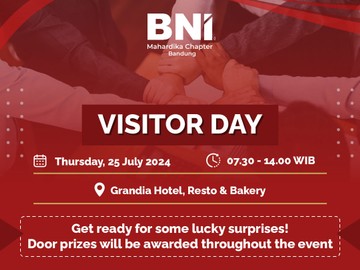 BNI
Mahardika Chapter
Bandung
VISITOR DAY
Thursday, 25 July 2024
07.30 - 14.00 WIB
Grandia Hotel, Resto & Bakery
Get ready for some lucky surprises!
Door prizes will be awarded throughout the event